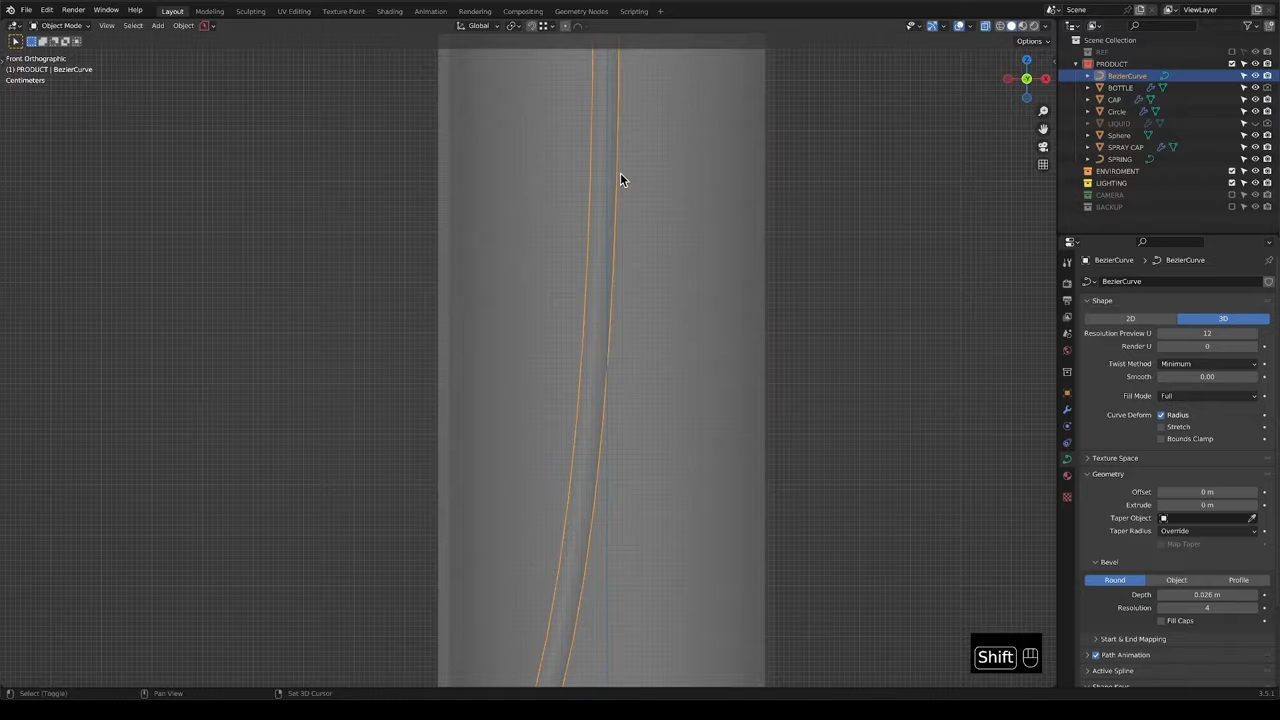 File Edit Render Window Help Layout Modeling Sculpting UV Editing Texture Paint Shading Animation Rendering Compositing Geometry Nodes Scripting + Scene ViewLayer
Object Mode View Select Add Object Global
Options
Front Orthographic
(1) PRODUCT | BezierCurve
Centimeters
Scene Collection
REF
PRODUCT
BezierCurve
BOTTLE
CAP
Circle
LIQUID
Sphere
SPRAY CAP
SPRING
ENVIROMENT
LIGHTING
CAMERA
BACKUP
BezierCurve > BezierCurve
BezierCurve
Shape
2D 3D
Resolution Preview U 12
Render U 0
Twist Method Minimum
Smooth 0.00
Fill Mode Full
Curve Deform Radius
Stretch
Bounds Clamp
Texture Space
Geometry
Offset 0 m
Extrude 0 m
Taper Object
Taper Radius Override
Map Taper
Bevel
Round Object Profile
Depth 0.026 m
Resolution 4
Fill Caps
Start & End Mapping
Path Animation
Active Spline
Shape Keys
Shift
Select (Toggle) Pan View Set 3D Cursor 3.5.1